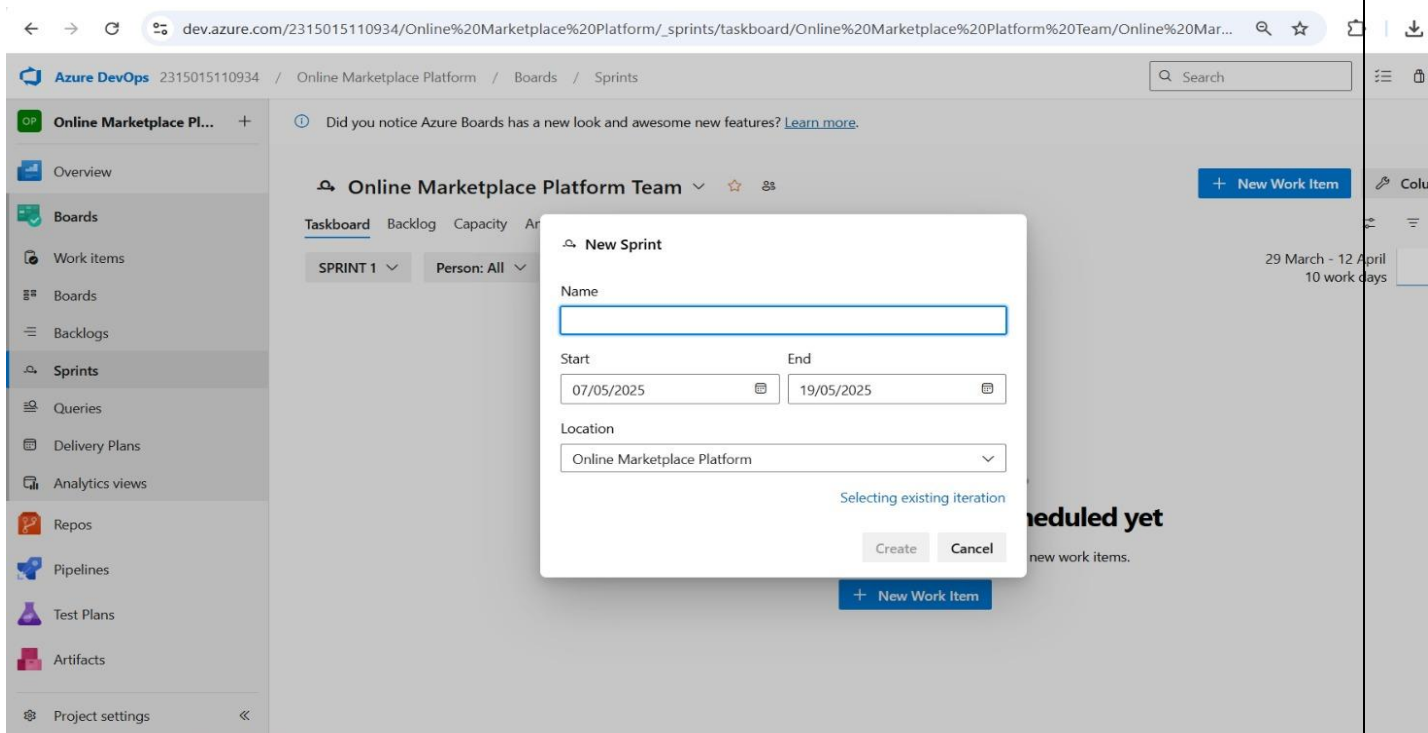 dev.azure.com/2315015110934/Online%20Marketplace%20Platform/_sprints/taskboard/Online%20Marketplace%20Platform%20Team/Online%20Mar...
Azure DevOps 2315015110934 / Online Marketplace Platform / Boards / Sprints
Search
OP Online Marketplace Pl... +
Did you notice Azure Boards has a new look and awesome new features? Learn more.
Overview
Online Marketplace Platform Team
+ New Work Item
Colu
Boards
Taskboard Backlog Capacity An
New Sprint
Work items
SPRINT 1 Person: All
29 March - 12 April
10 work days
Name
Boards
Backlogs
Start End
Sprints
07/05/2025 19/05/2025
Queries
Location
Delivery Plans
Online Marketplace Platform
Analytics views
Selecting existing iteration
Repos
heduled yet
Create Cancel
new work items.
Pipelines
+ New Work Item
Test Plans
Artifacts
Project settings